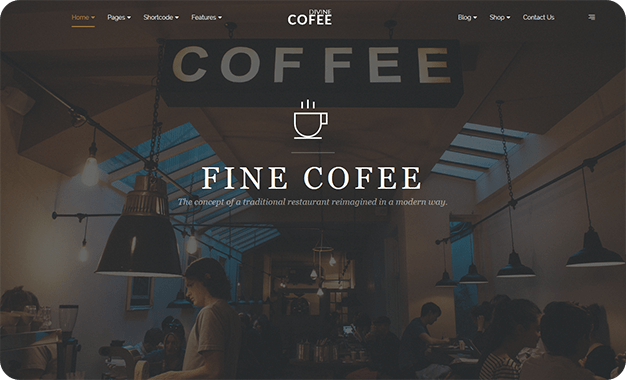 Home Pages Shortcode Features
DIVINE
COFEE
Blog Shop Contact Us
COFFEE
FINE COFEE
The concept of a traditional restaurant reimagined in a modern way.